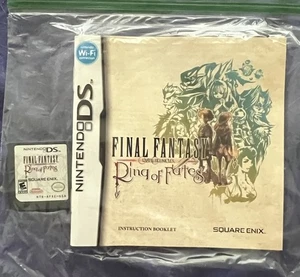 Nintendo Wi-Fi
NINTENDO DS
FINAL FANTASY
CRYSTAL CHRONICLES
Ring of Fates
INSTRUCTION BOOKLET
SQUARE ENIX
NINTENDO DS
FINAL FANTASY
Ring of Fates
SQUARE ENIX